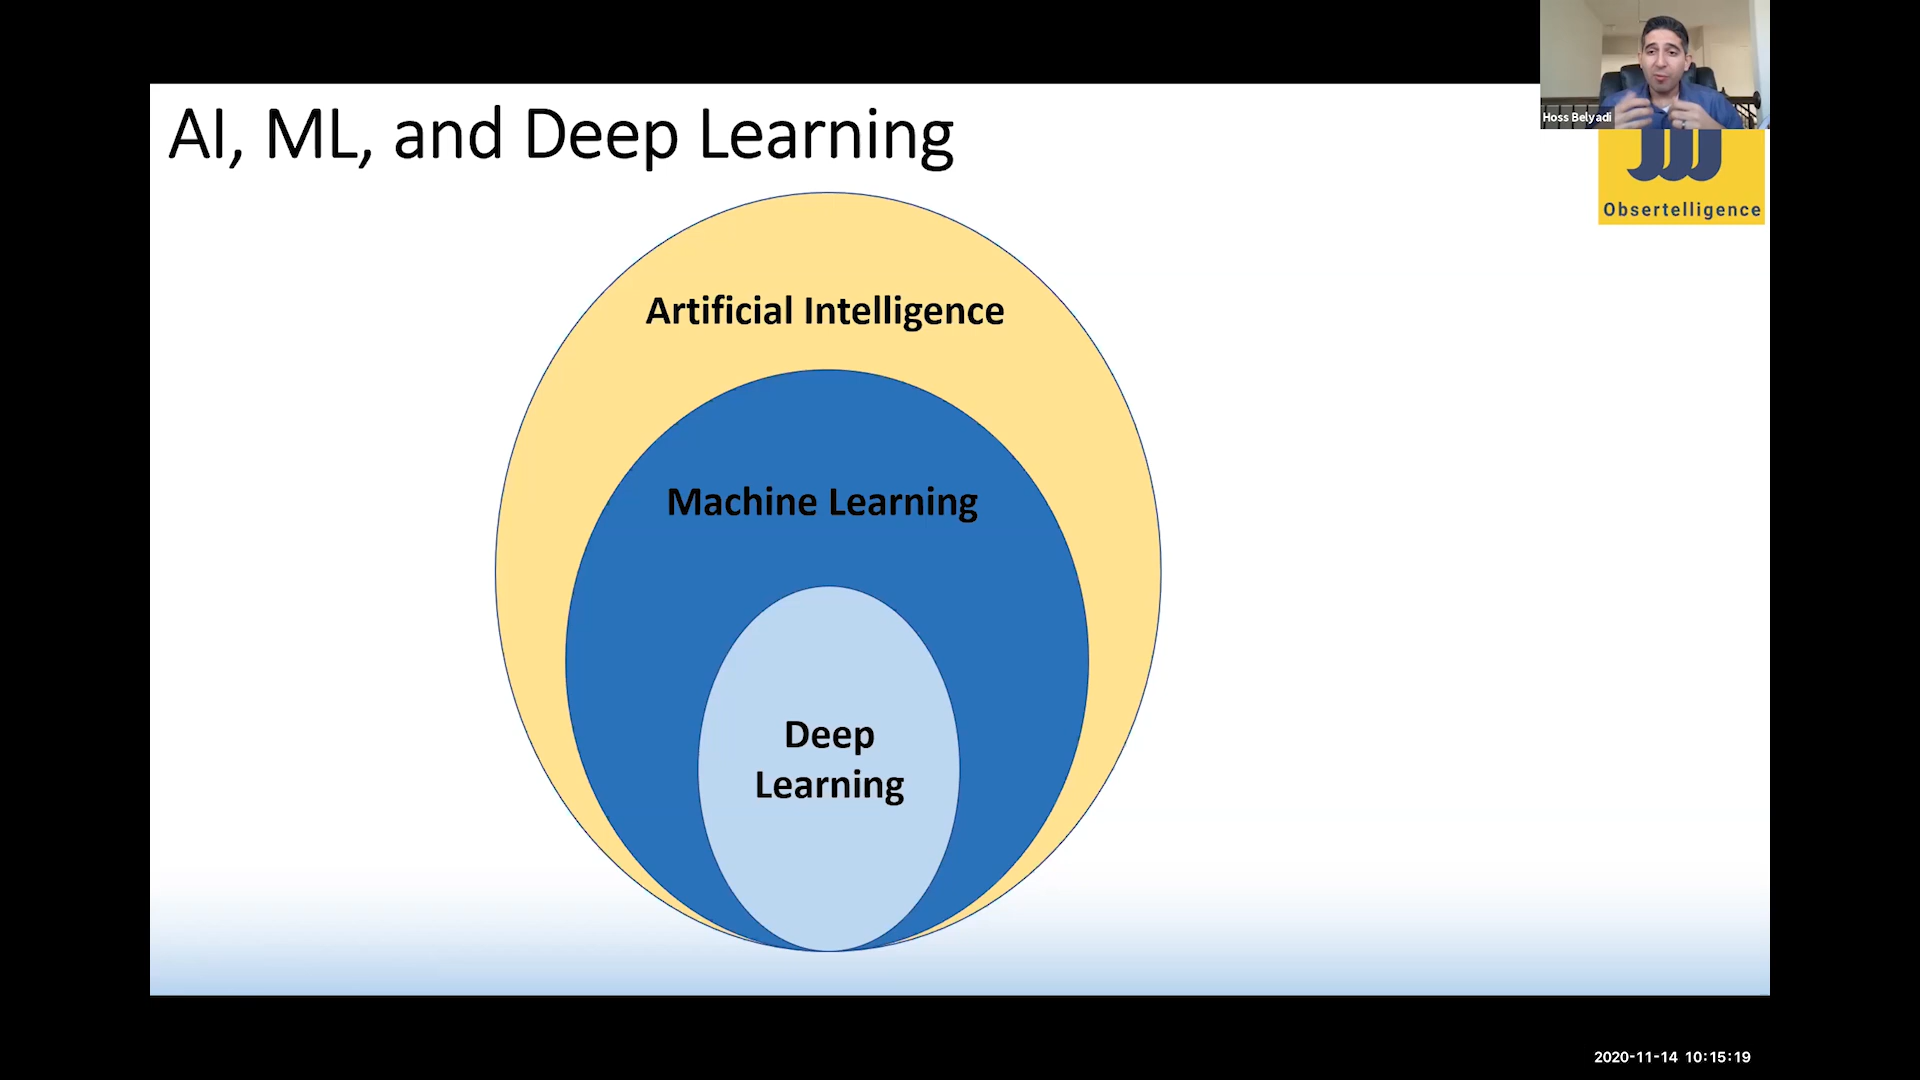 AI, ML, and Deep Learning
Hoss Belyadi
Obsertelligence
Artificial Intelligence
Machine Learning
Deep
Learning
2020-11-14 10:15:19